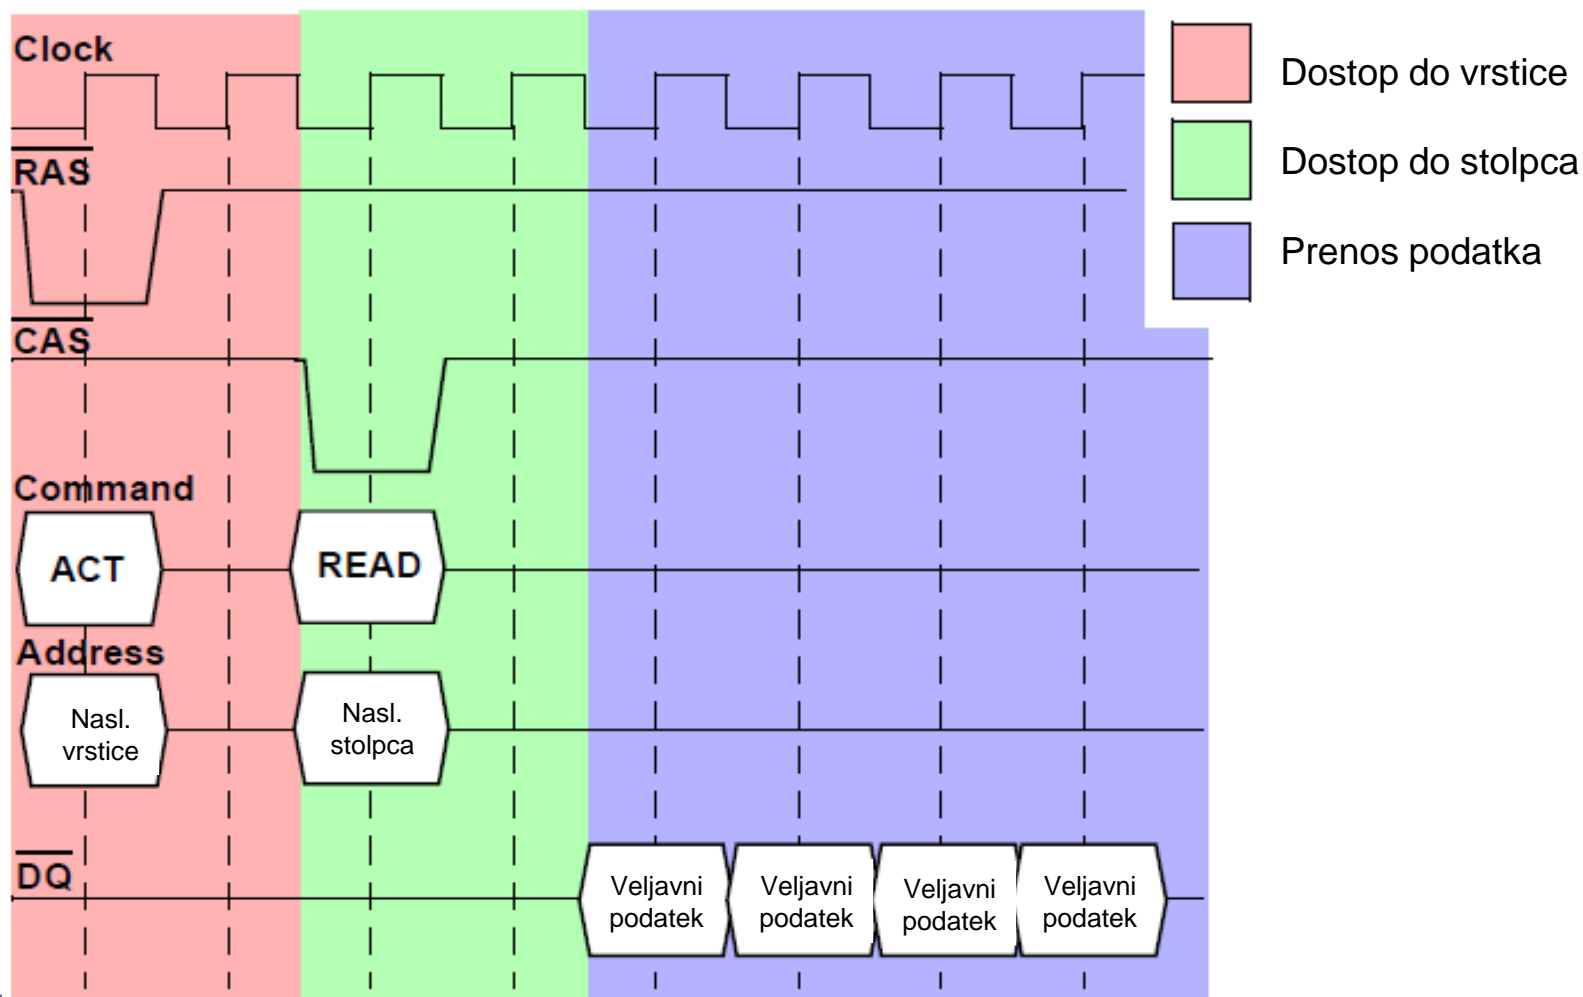 Clock
Dostop do vrstice
RAS
Dostop do stolpca
Prenos podatka
CAS
Command
ACT
READ
Address
Nasl.
vrstice
Nasl.
stolpca
DQ
Veljavni
podatek
Veljavni
podatek
Veljavni
podatek
Veljavni
podatek